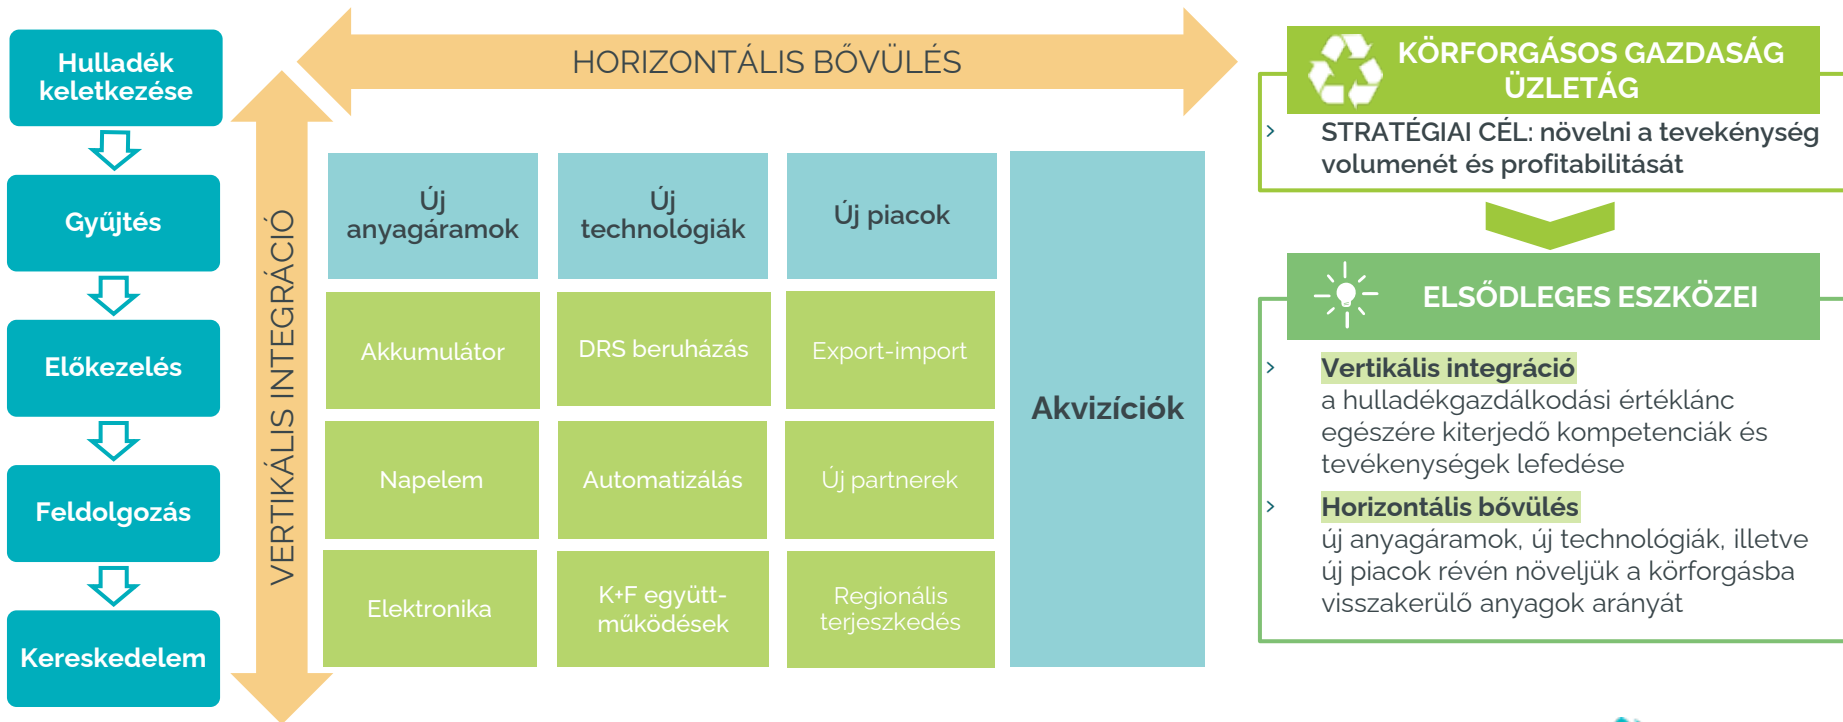 Hulladék
keletkezése
Gyűjtés
Előkezelés
Feldolgozás
Kereskedelem
HORIZONTÁLIS BŐVÜLÉS
VERTIKÁLIS INTEGRÁCIÓ
Új
anyagáramok
Új
technológiák
Új piacok
Akkumulátor
DRS beruházás
Export-import
Napelem
Automatizálás
Új partnerek
Elektronika
K+F együtt-
működések
Regionális
terjeszkedés
Akvizíciók
KÖRFORGÁSOS GAZDASÁG
ÜZLETÁG
› STRATÉGIAI CÉL: növelni a tevekénység
volumenét és profitabilitását
ELSŐDLEGES ESZKÖZEI
› Vertikális integráció
a hulladékgazdálkodási értéklánc
egészére kiterjedő kompetenciák és
tevékenységek lefedése
› Horizontális bővülés
új anyagáramok, új technológiák, illetve
új piacok révén növeljük a körforgásba
visszakerülő anyagok arányát